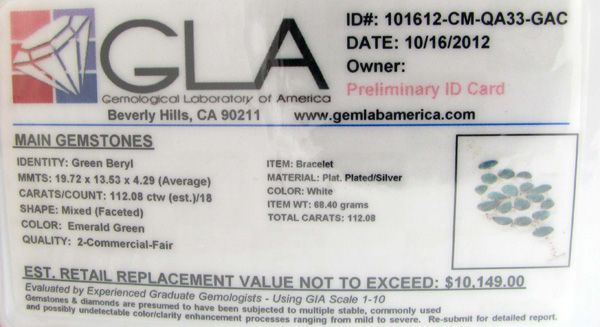 GLA
Gemological Laboratory of America
Beverly Hills, CA 90211
www.gemlabamerica.com
ID#: 101612-CM-QA33-GAC
DATE: 10/16/2012
Owner:
Preliminary ID Card
MAIN GEMSTONES
IDENTITY: Green Beryl
MMTS: 19.72 x 13.53 x 4.29 (Average)
CARATS/COUNT: 112.08 ctw (est.)/18
SHAPE: Mixed (Faceted)
COLOR: Emerald Green
QUALITY: 2-Commercial-Fair
ITEM: Bracelet
MATERIAL: Plat. Plated/Silver
COLOR: White
ITEM WT: 68.40 grams
TOTAL CARATS: 112.08
EST. RETAIL REPLACEMENT VALUE NOT TO EXCEED: $10,149.00
Evaluated by Experienced Graduate Gemologists - Using GIA Scale 1-10
Gemstones & diamonds are presumed to have been subjected to multiple stable, commonly used
and possibly undetectable color/clarity enhancement processes ranging from mild to severe. Re-submit for detailed report.